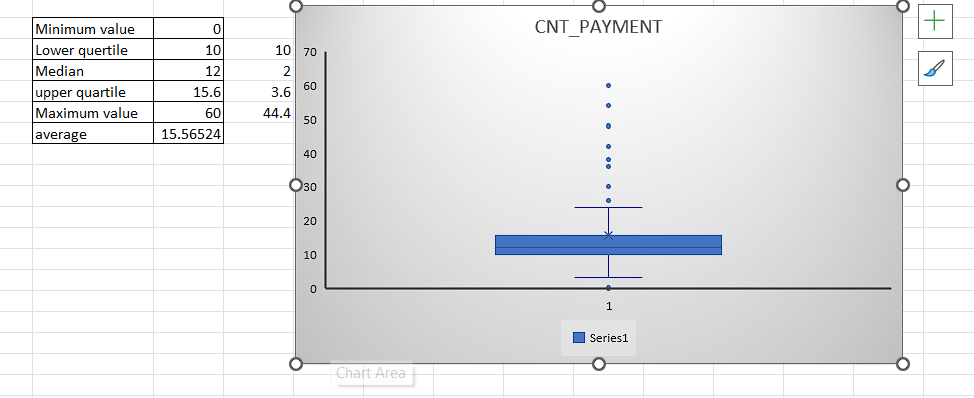 Minimum value 0
Lower quertile 10 10
Median 12 2
upper quartile 15.6 3.6
Maximum value 60 44.4
average 15.56524
CNT_PAYMENT
70
60
50
40
30
20
10
0
1
Series1
Chart Area